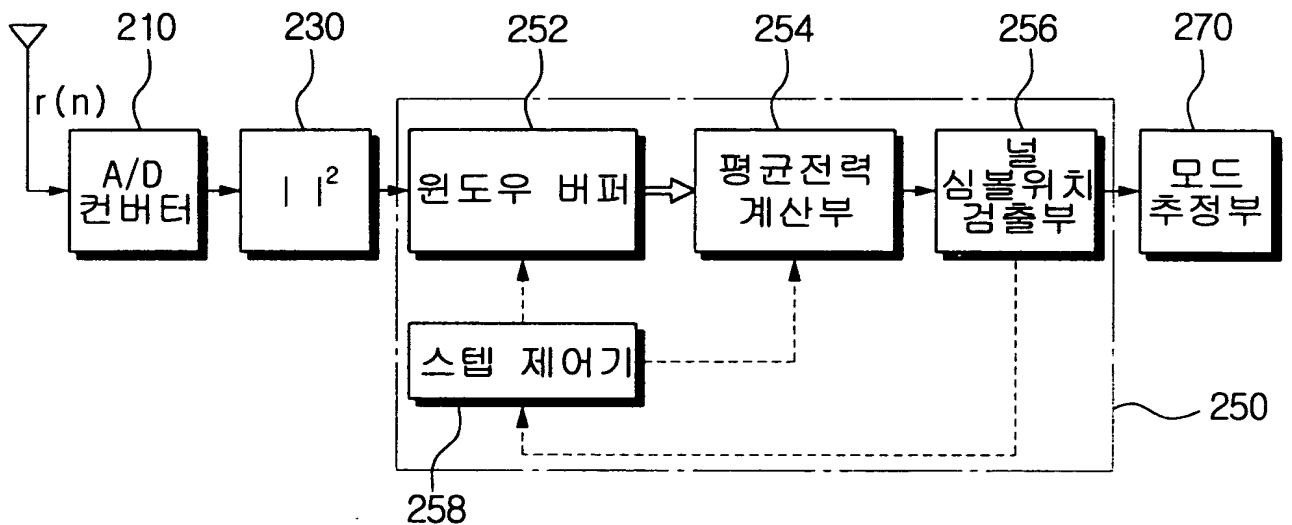 210
230
252
254
256
270
r(n)
A/D
컨버터
| |²
윈도우 버퍼
평균전력
계산부
널
심볼위치
검출부
모드
추정부
스텝 제어기
250
258